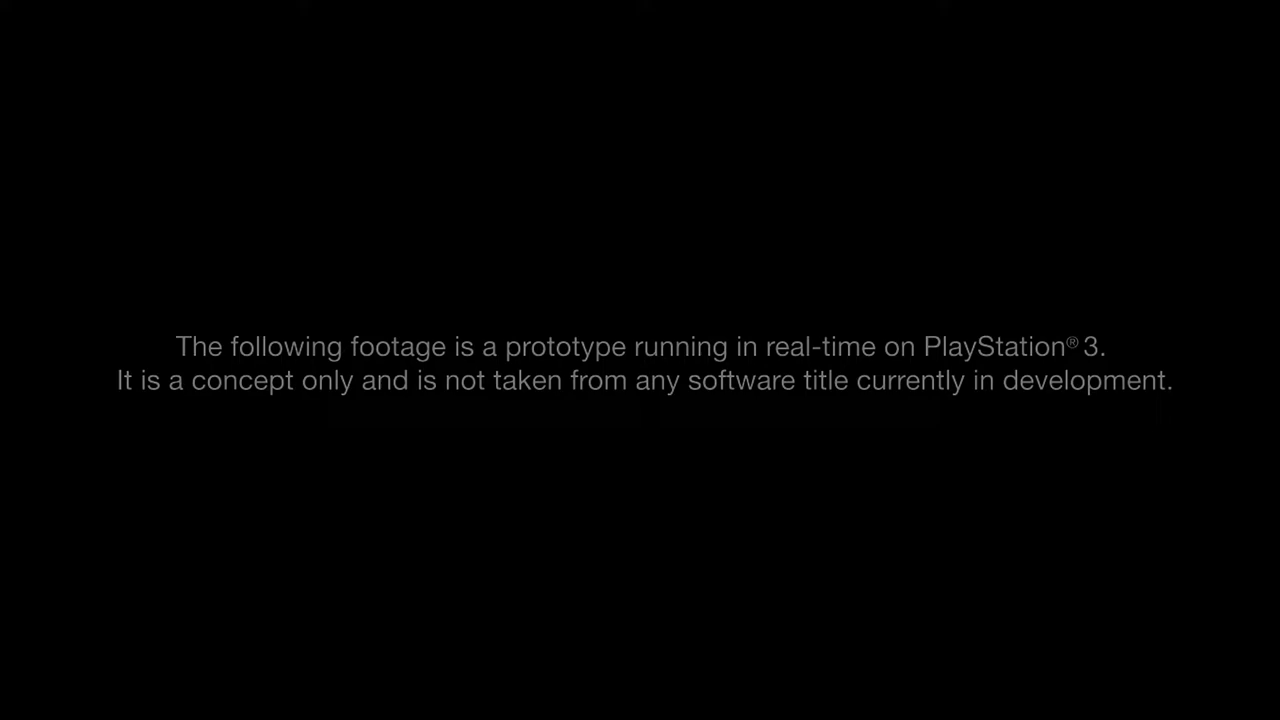 The following footage is a prototype running in real-time on PlayStation®3.
It is a concept only and is not taken from any software title currently in development.